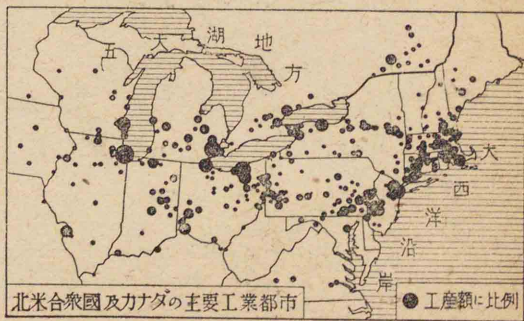 五大湖地方
大西洋沿岸
北米合衆國及カナダの主要工業都市
工産額に比例